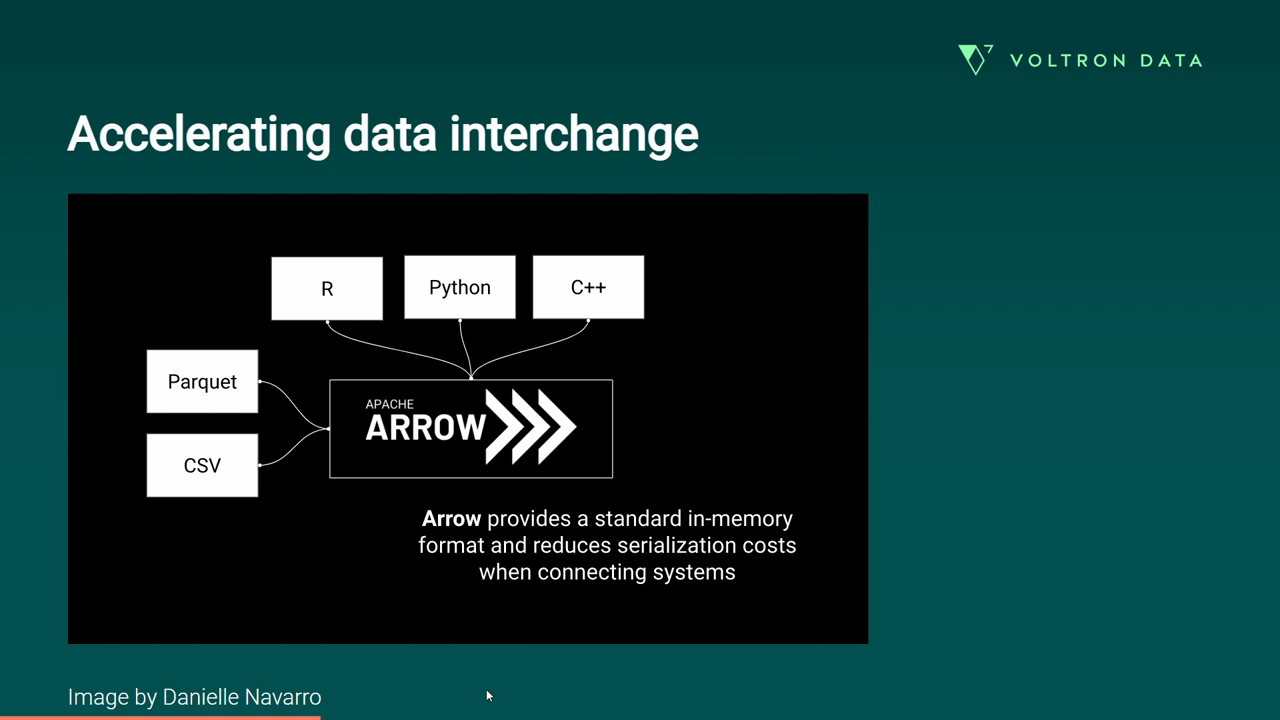 VOLTRON DATA
Accelerating data interchange
R
Python
C++
Parquet
CSV
APACHE
ARROW
Arrow provides a standard in-memory
format and reduces serialization costs
when connecting systems
Image by Danielle Navarro